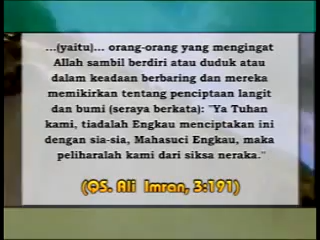 ...(yaitu)... orang-orang yang mengingat
Allah sambil berdiri atau duduk atau
dalam keadaan berbaring dan mereka
memikirkan tentang penciptaan langit
dan bumi (seraya berkata): "Ya Tuhan
kami, tiadalah Engkau menciptakan ini
dengan sia-sia, Mahasuci Engkau, maka
peliharalah kami dari siksa neraka."
(QS. Ali Imran, 3:191)